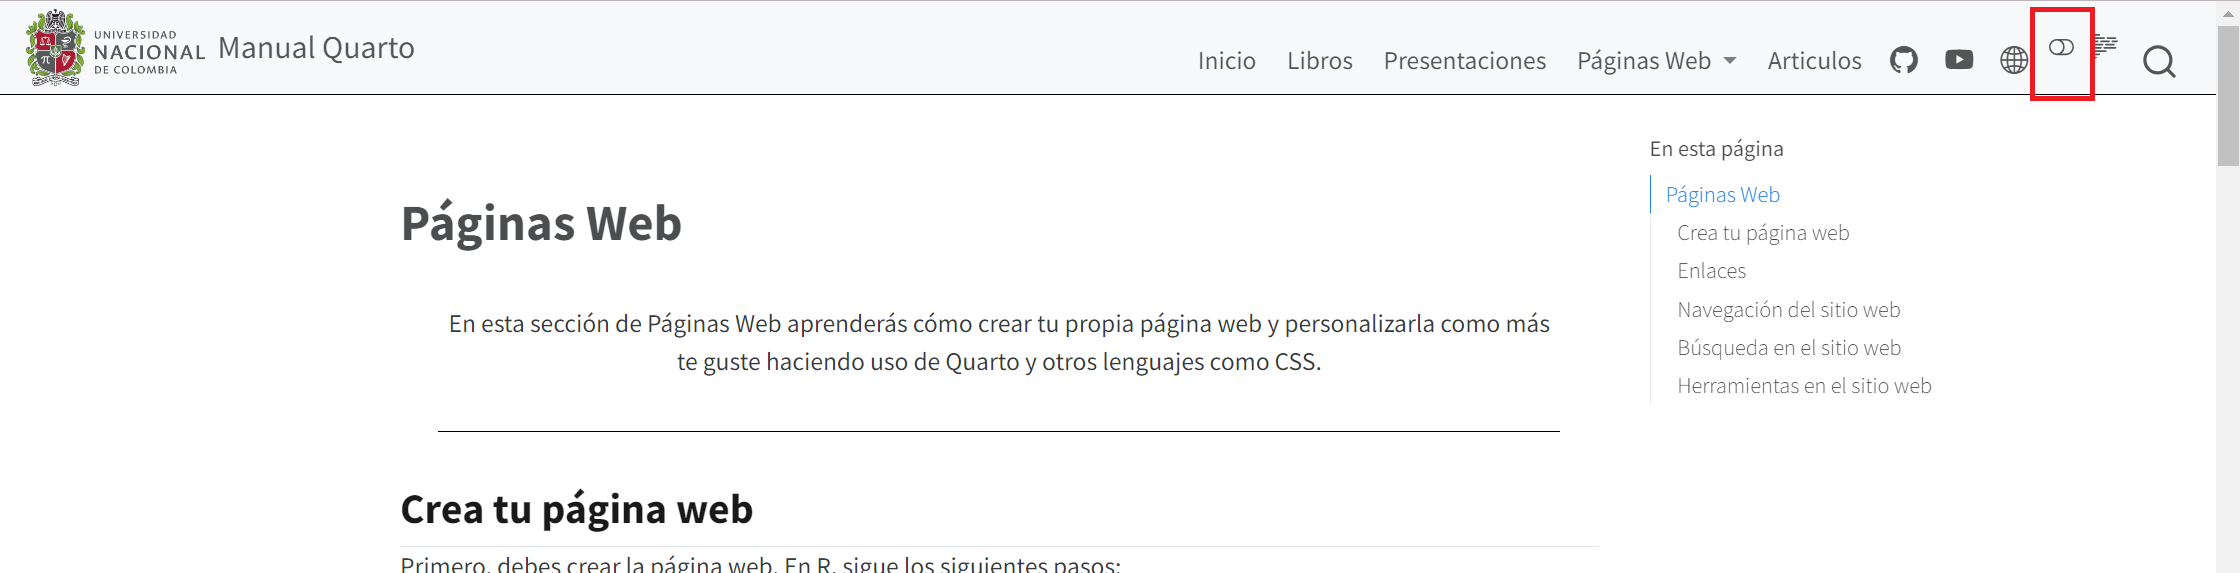 UNIVERSIDAD
NACIONAL
DE COLOMBIA
Manual Quarto
Inicio Libros Presentaciones Páginas Web Articulos
En esta página
Páginas Web
Crea tu página web
Enlaces
Navegación del sitio web
Búsqueda en el sitio web
Herramientas en el sitio web
Páginas Web
En esta sección de Páginas Web aprenderás cómo crear tu propia página web y personalizarla como más
te guste haciendo uso de Quarto y otros lenguajes como CSS.
Crea tu página web
Primero, debes crear la página web. En R, sigue los siguientes pasos: